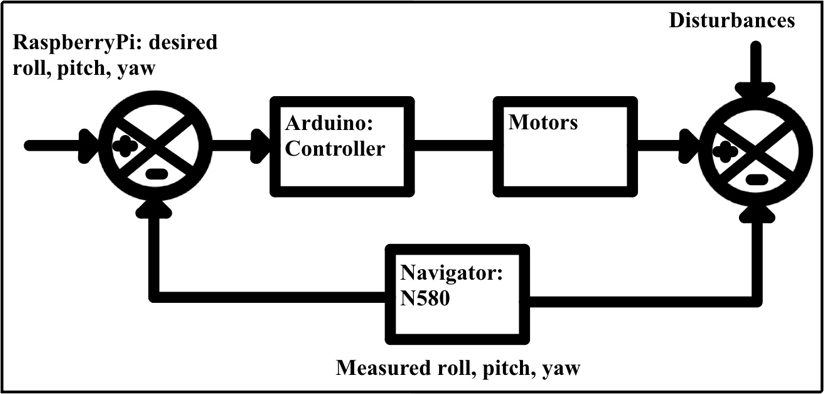 RaspberryPi: desired
roll, pitch, yaw
Disturbances
+
-
Arduino:
Controller
Motors
+
-
Navigator:
N580
Measured roll, pitch, yaw